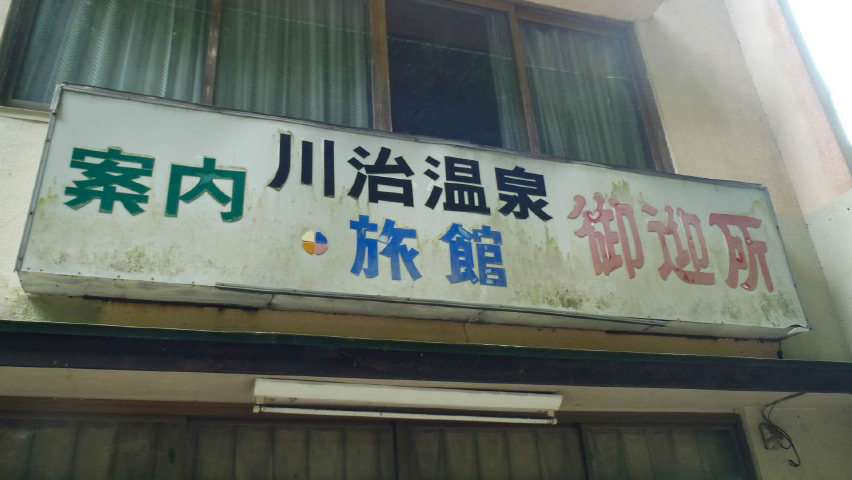 案内
川治温泉
・旅館
御迎所